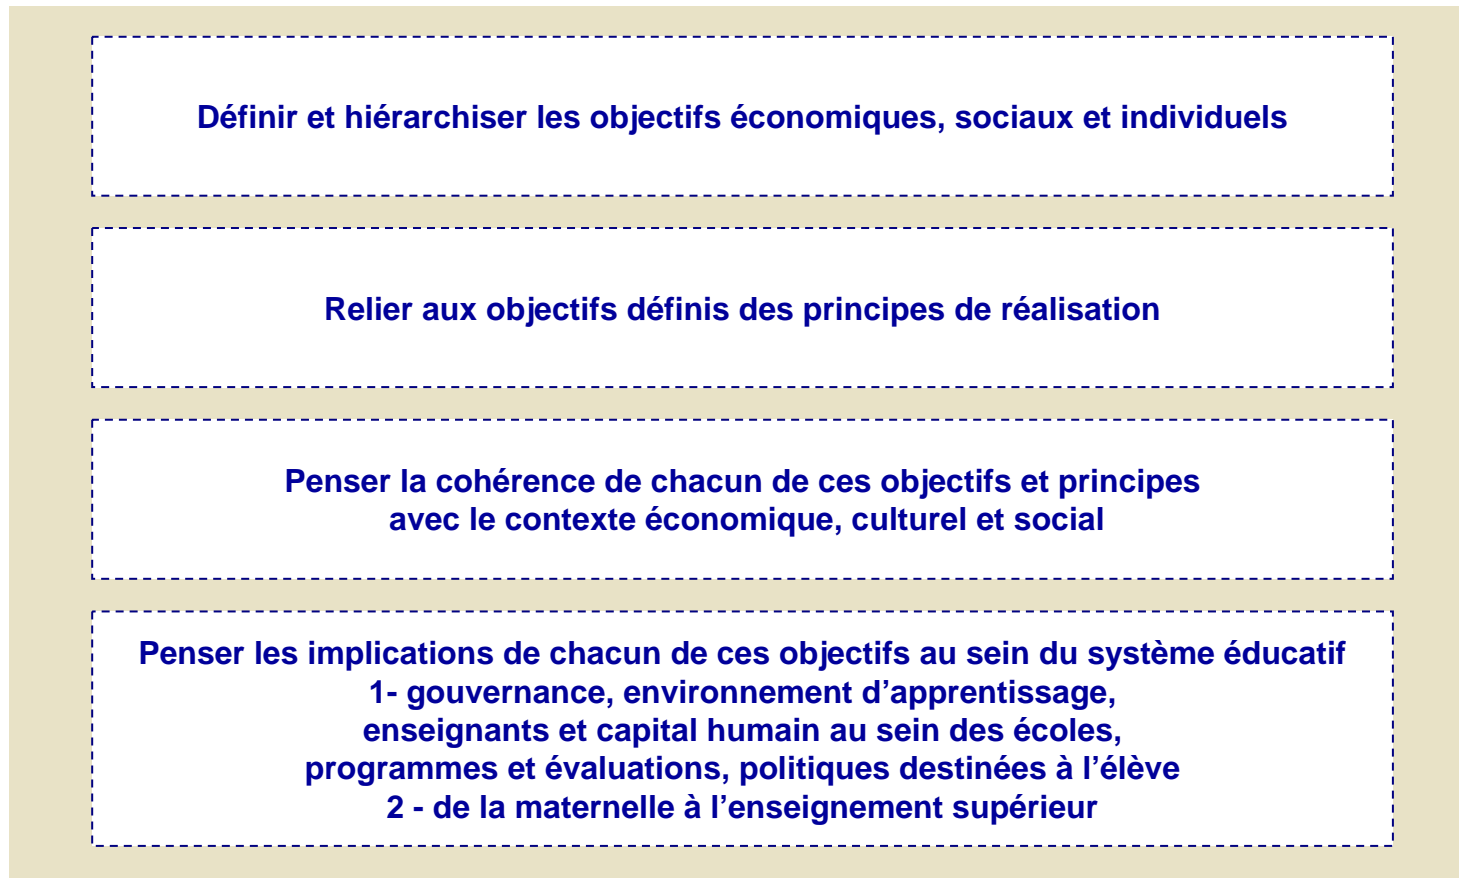 Définir et hiérarchiser les objectifs économiques, sociaux et individuels
Relier aux objectifs définis des principes de réalisation
Penser la cohérence de chacun de ces objectifs et principes
avec le contexte économique, culturel et social
Penser les implications de chacun de ces objectifs au sein du système éducatif
1- gouvernance, environnement d’apprentissage,
enseignants et capital humain au sein des écoles,
programmes et évaluations, politiques destinées à l’élève
2 - de la maternelle à l’enseignement supérieur